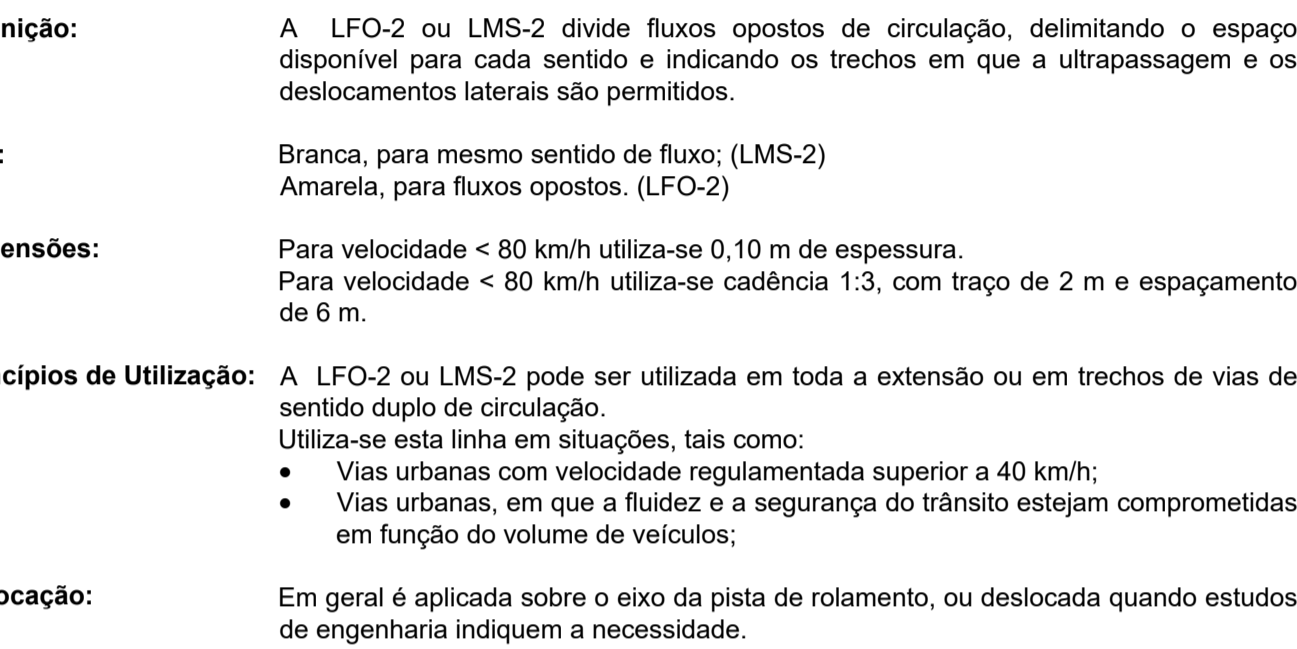 nição: A LFO-2 ou LMS-2 divide fluxos opostos de circulação, delimitando o espaço
disponível para cada sentido e indicando os trechos em que a ultrapassagem e os
deslocamentos laterais são permitidos.
: Branca, para mesmo sentido de fluxo; (LMS-2)
Amarela, para fluxos opostos. (LFO-2)
ensões: Para velocidade < 80 km/h utiliza-se 0,10 m de espessura.
Para velocidade < 80 km/h utiliza-se cadência 1:3, com traço de 2 m e espaçamento
de 6 m.
cípios de Utilização: A LFO-2 ou LMS-2 pode ser utilizada em toda a extensão ou em trechos de vias de
sentido duplo de circulação.
Utiliza-se esta linha em situações, tais como:
• Vias urbanas com velocidade regulamentada superior a 40 km/h;
• Vias urbanas, em que a fluidez e a segurança do trânsito estejam comprometidas
em função do volume de veículos;
ocação: Em geral é aplicada sobre o eixo da pista de rolamento, ou deslocada quando estudos
de engenharia indiquem a necessidade.